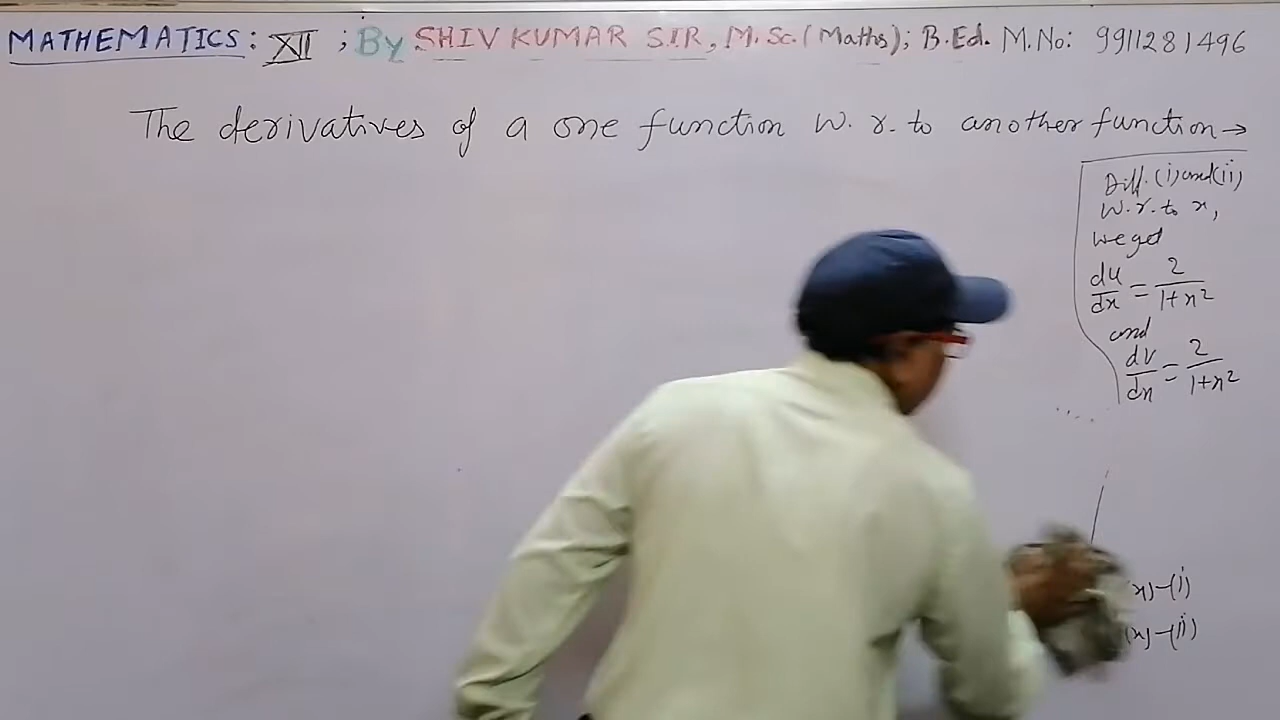 MATHEMATICS: XII ; By SHIV KUMAR SIR, M.Sc.(Maths); B.Ed. M.No: 9911281496
The derivatives of a one function w.r.to another function→
Diff. (i) and (ii)
w.r.to x,
we get
du/dx = 2/1+x²
and
dv/dx = 2/1+x²
x)-(i)
(x)-(ii)